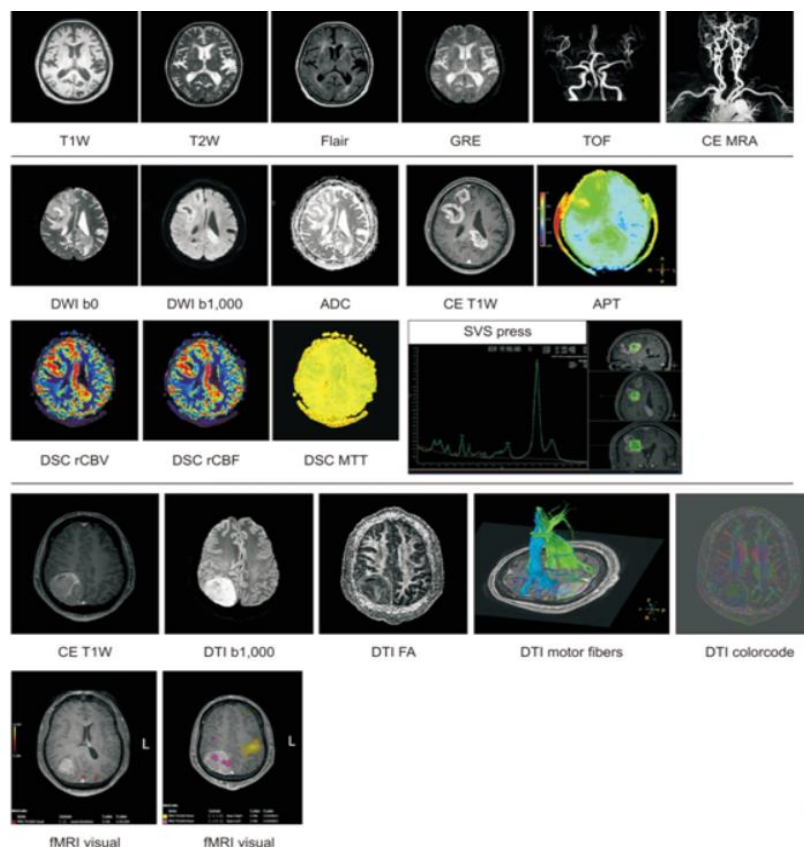 T1W T2W Flair GRE TOF CE MRA
DWI b0 DWI b1,000 ADC CE T1W APT
SVS press
DSC rCBV DSC rCBF DSC MTT
CE T1W DTI b1,000 DTI FA DTI motor fibers DTI colorcode
L L
fMRI visual fMRI visual